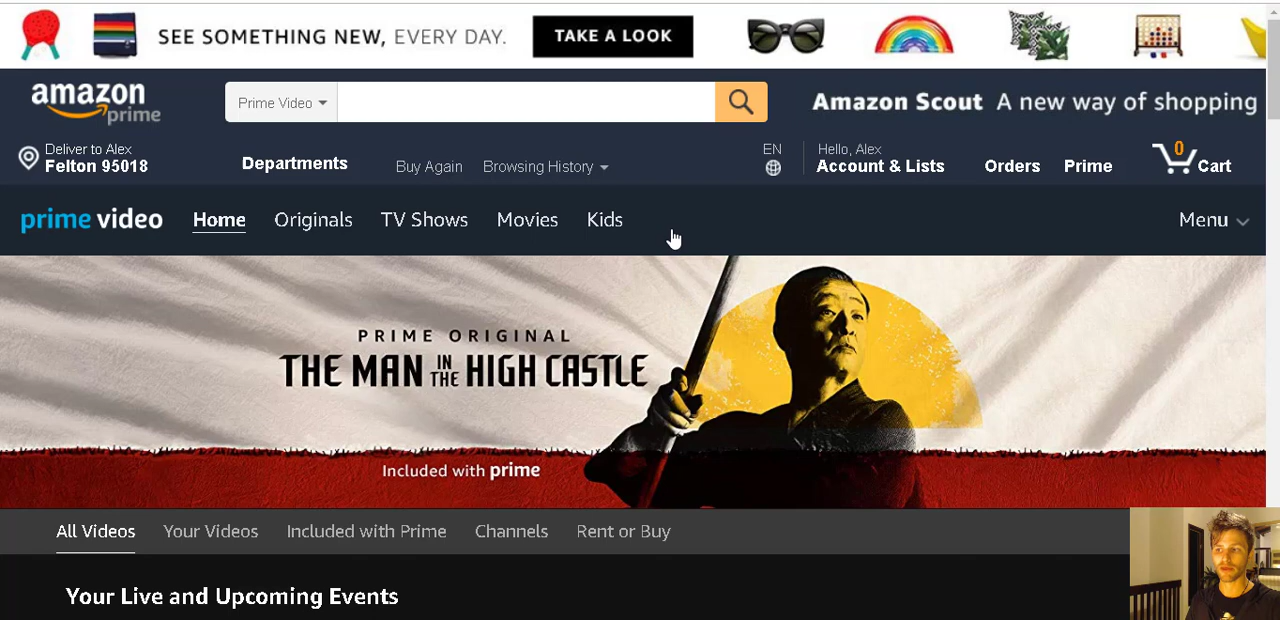 SEE SOMETHING NEW, EVERY DAY. TAKE A LOOK
amazon prime
Prime Video
Amazon Scout A new way of shopping
Deliver to Alex
Felton 95018
Departments
Buy Again
Browsing History
EN
Hello, Alex
Account & Lists
Orders
Prime
0
Cart
prime video
Home
Originals
TV Shows
Movies
Kids
Menu
PRIME ORIGINAL
THE MAN IN THE HIGH CASTLE
Included with prime
All Videos
Your Videos
Included with Prime
Channels
Rent or Buy
Your Live and Upcoming Events